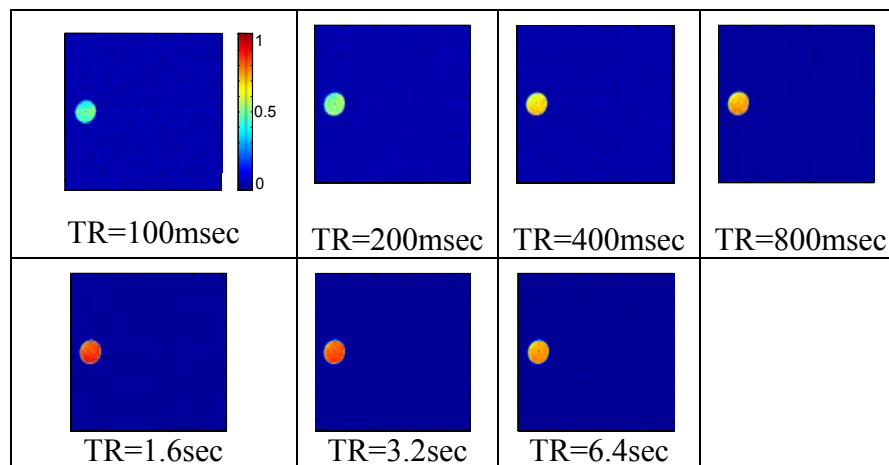 1
0.5
0
TR=100msec
TR=200msec
TR=400msec
TR=800msec
TR=1.6sec
TR=3.2sec
TR=6.4sec